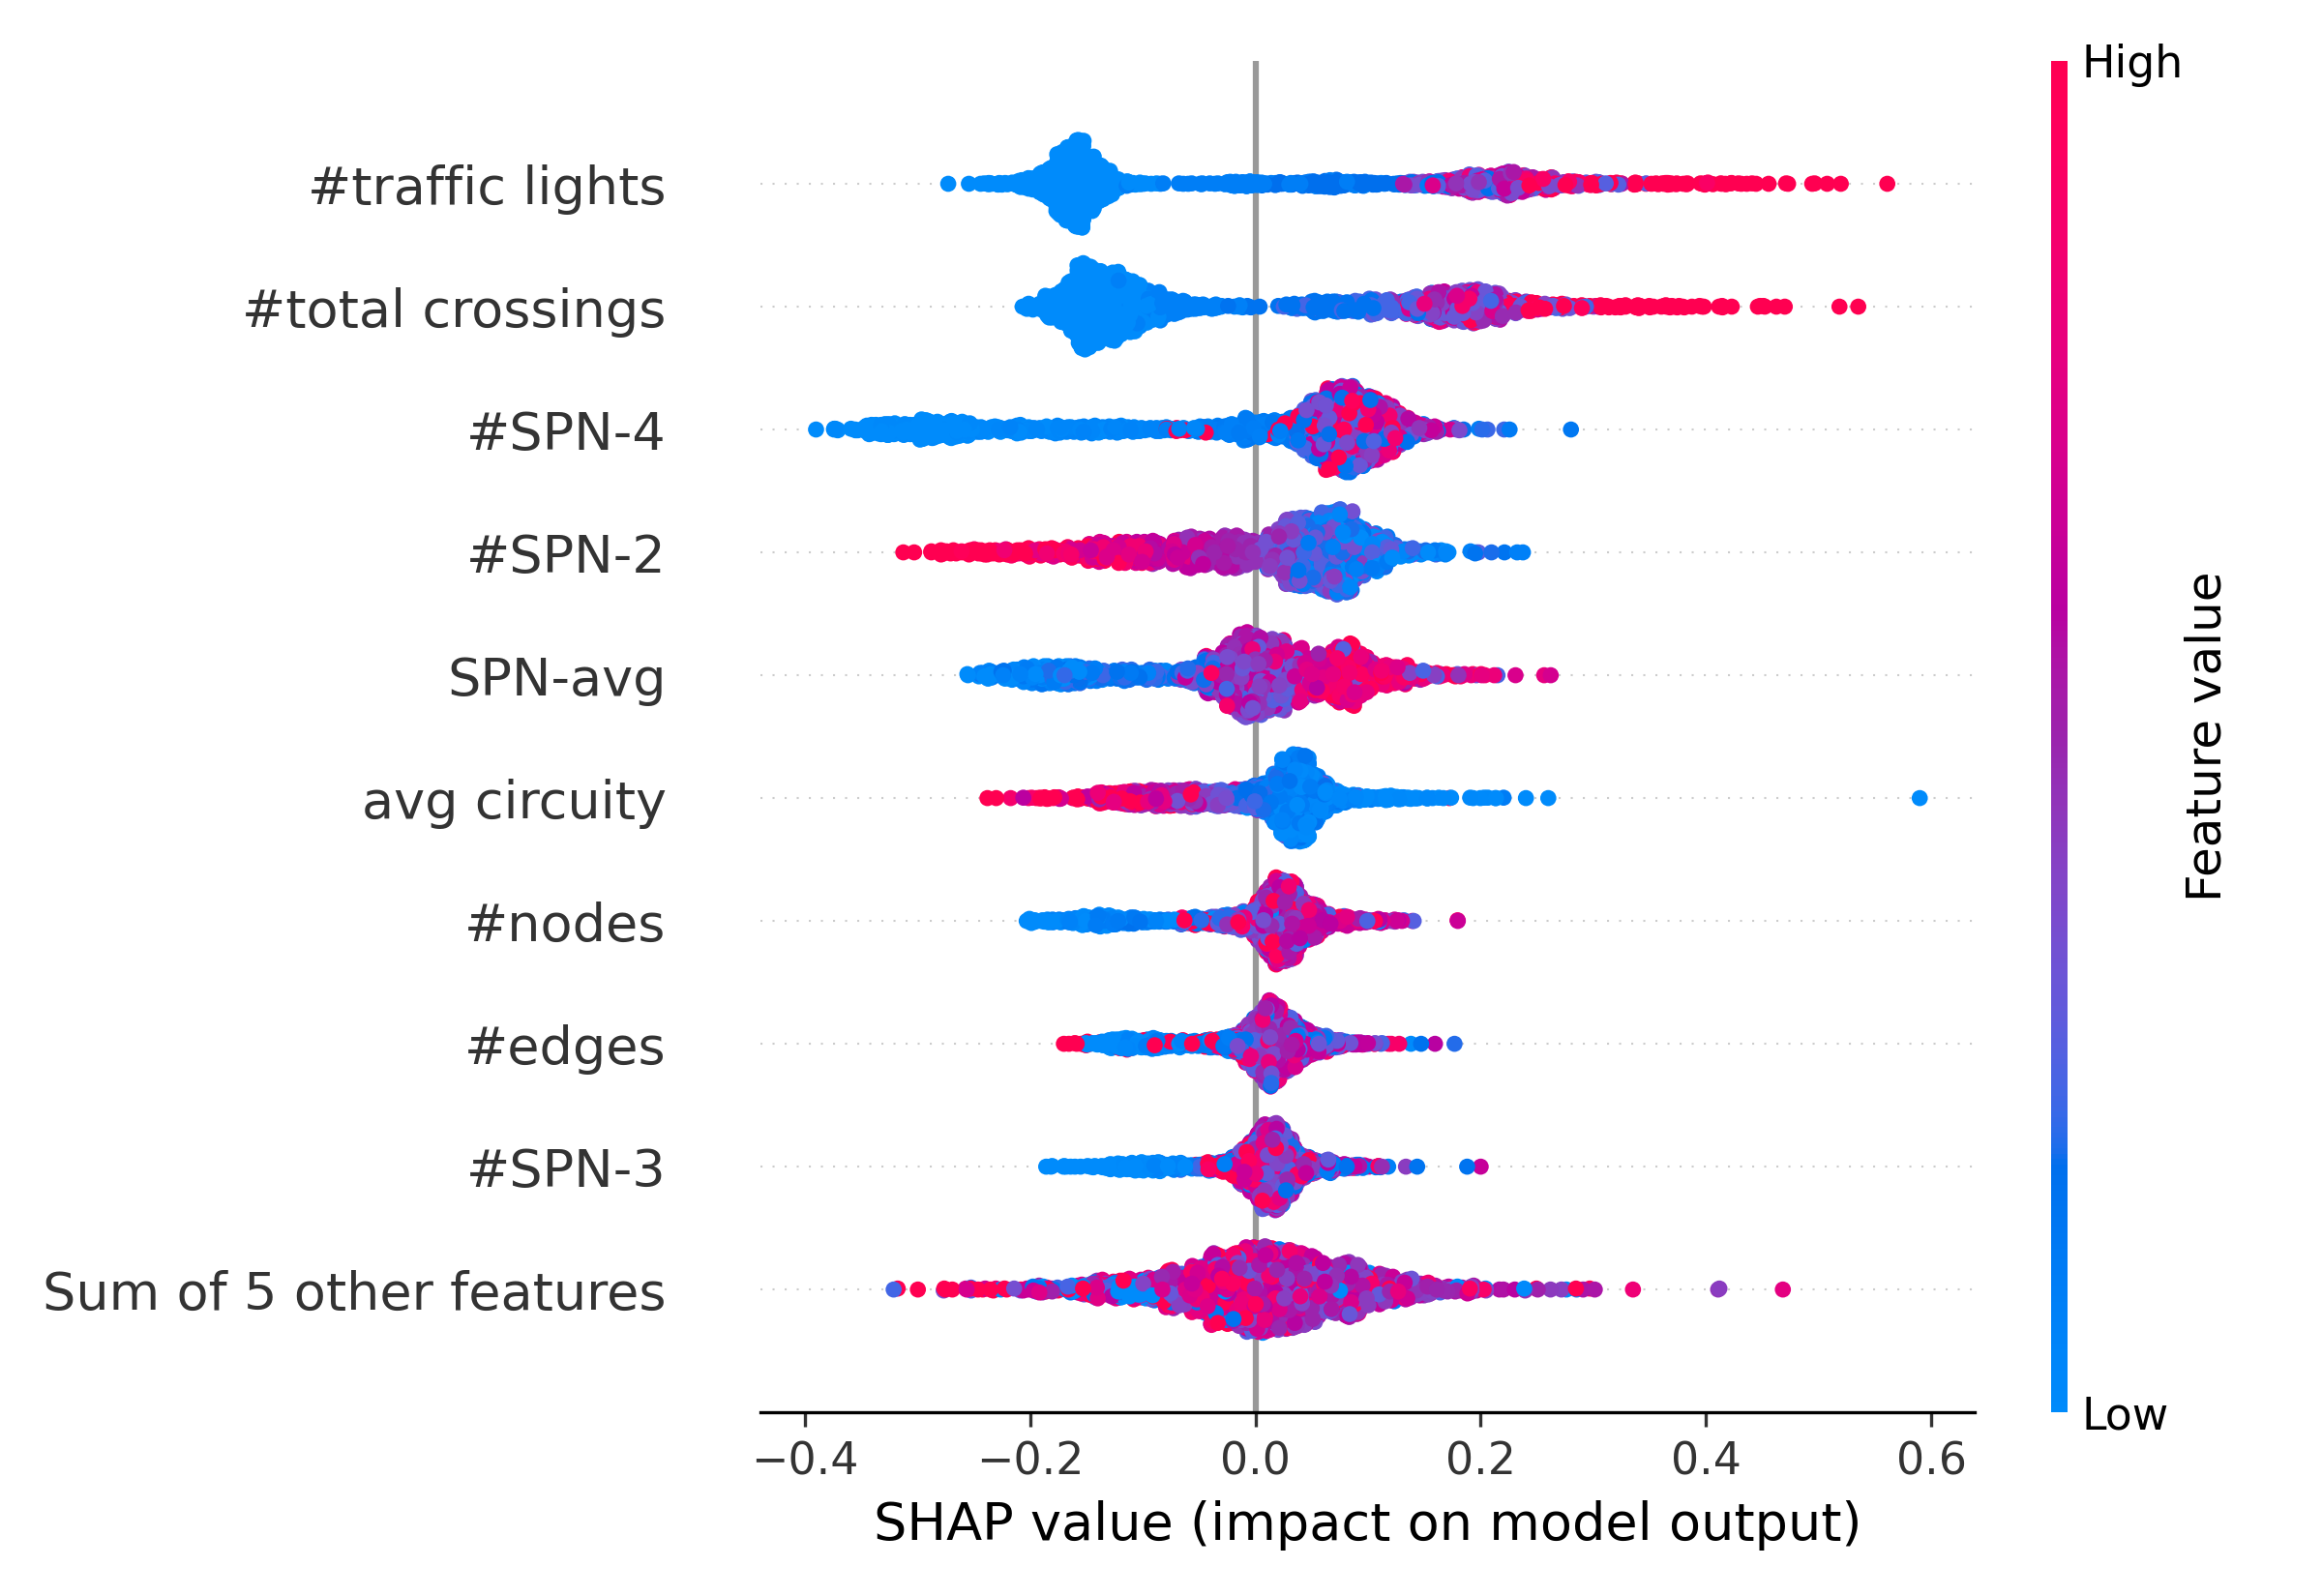 High
#traffic lights
#total crossings
#SPN-4
#SPN-2
SPN-avg
avg circuity
#nodes
#edges
#SPN-3
Sum of 5 other features
Feature value
Low
−0.4 −0.2 0.0 0.2 0.4 0.6
SHAP value (impact on model output)